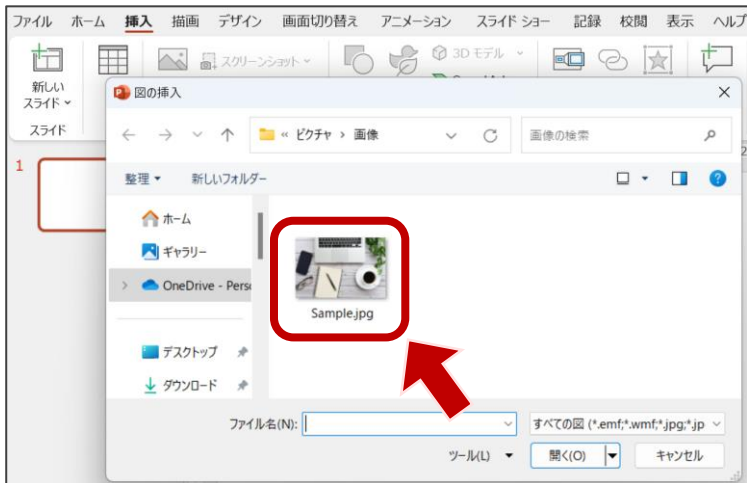 ファイル ホーム 挿入 描画 デザイン 画面切り替え アニメーション スライド ショー 記録 校閲 表示 ヘルプ
新しい
スライド
スクリーンショット
3D モデル
スライド
図の挿入
« ピクチャ › 画像
画像の検索
1
整理 新しいフォルダー
ホーム
ギャラリー
OneDrive - Perso
Sample.jpg
デスクトップ
ダウンロード
ファイル名(N):
すべての図 (*.emf;*.wmf;*.jpg;*.jp
ツール(L) 開く(O) キャンセル